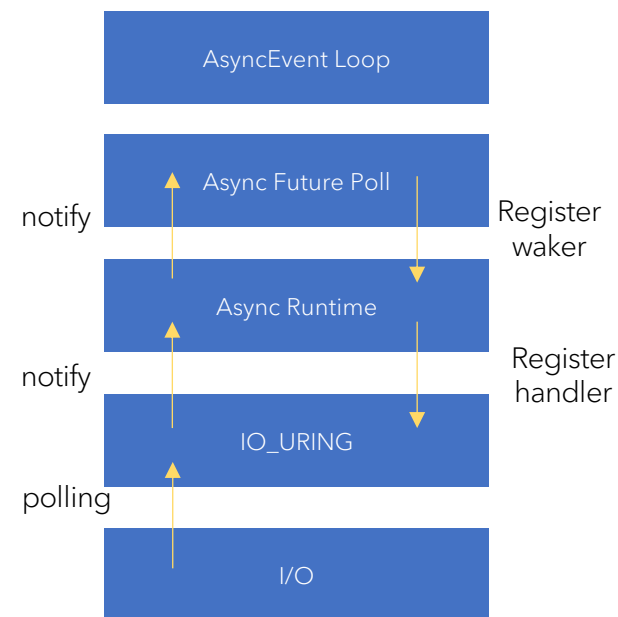 AsyncEvent Loop
Async Future Poll
notify
Register
waker
Async Runtime
notify
Register
handler
IO_URING
polling
I/O